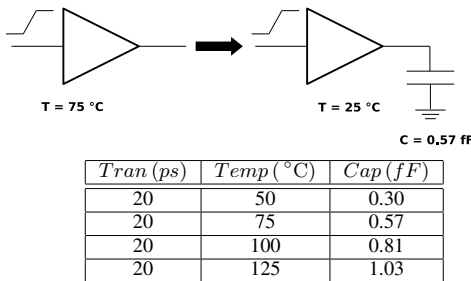 T = 75 °C
T = 25 °C
C = 0.57 fF
Tran (ps) Temp (°C) Cap (fF)
20 50 0.30
20 75 0.57
20 100 0.81
20 125 1.03